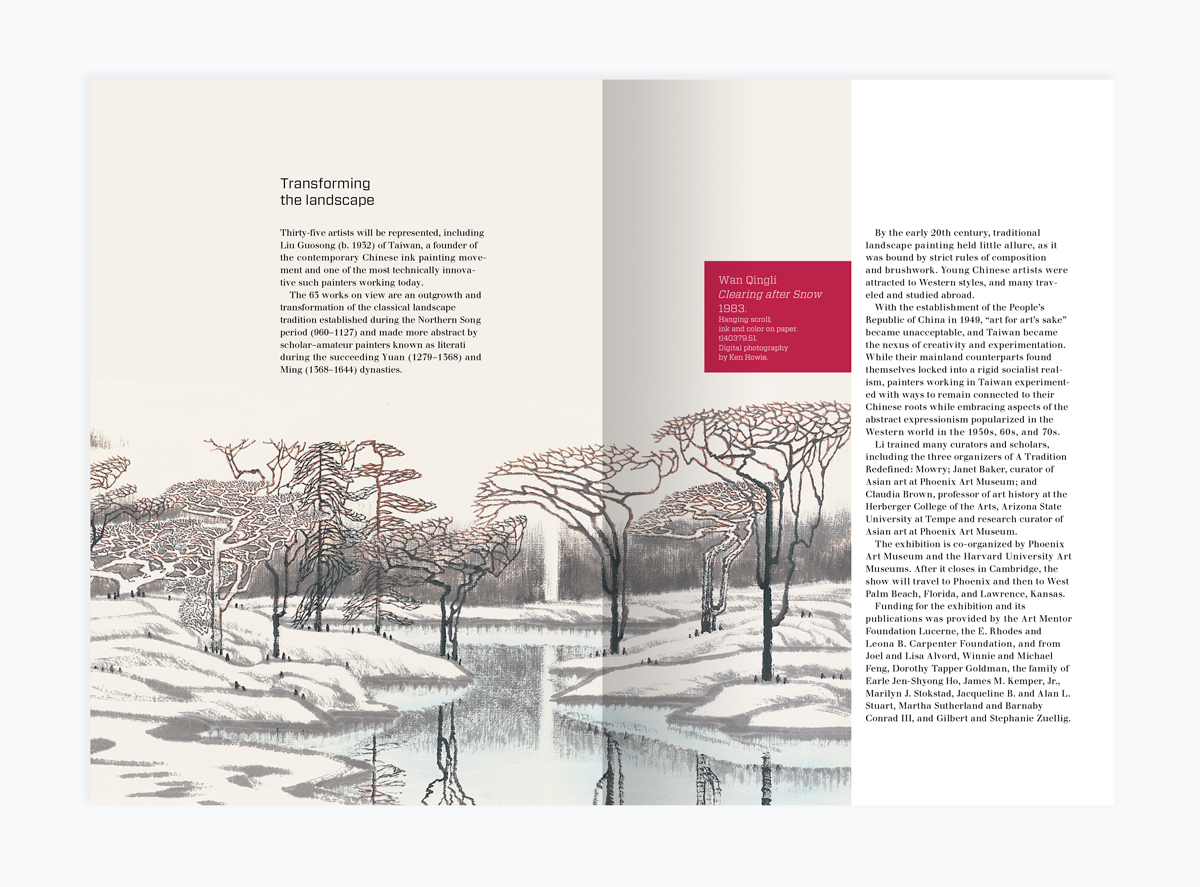 Transforming
the landscape
Thirty-five artists will be represented, including
Liu Guosong (b. 1932) of Taiwan, a founder of
the contemporary Chinese ink painting move-
ment and one of the most technically innova-
tive such painters working today.
The 63 works on view are an outgrowth and
transformation of the classical landscape
tradition established during the Northern Song
period (960–1127) and made more abstract by
scholar–amateur painters known as literati
during the succeeding Yuan (1279–1368) and
Ming (1368–1644) dynasties.
Wan Qingli
Clearing after Snow
1983.
Hanging scroll;
ink and color on paper.
tl40379.51.
Digital photography
by Ken Howie.
By the early 20th century, traditional
landscape painting held little allure, as it
was bound by strict rules of composition
and brushwork. Young Chinese artists were
attracted to Western styles, and many trav-
eled and studied abroad.
With the establishment of the People's
Republic of China in 1949, “art for art's sake”
became unacceptable, and Taiwan became
the nexus of creativity and experimentation.
While their mainland counterparts found
themselves locked into a rigid socialist real-
ism, painters working in Taiwan experiment-
ed with ways to remain connected to their
Chinese roots while embracing aspects of the
abstract expressionism popularized in the
Western world in the 1950s, 60s, and 70s.
Li trained many curators and scholars,
including the three organizers of A Tradition
Redefined: Mowry; Janet Baker, curator of
Asian art at Phoenix Art Museum; and
Claudia Brown, professor of art history at the
Herberger College of the Arts, Arizona State
University at Tempe and research curator of
Asian art at Phoenix Art Museum.
The exhibition is co-organized by Phoenix
Art Museum and the Harvard University Art
Museums. After it closes in Cambridge, the
show will travel to Phoenix and then to West
Palm Beach, Florida, and Lawrence, Kansas.
Funding for the exhibition and its
publications was provided by the Art Mentor
Foundation Lucerne, the E. Rhodes and
Leona B. Carpenter Foundation, and from
Joel and Lisa Alvord, Winnie and Michael
Feng, Dorothy Tapper Goldman, the family of
Earle Jen-Shyong Ho, James M. Kemper, Jr.,
Marilyn J. Stokstad, Jacqueline B. and Alan L.
Stuart, Martha Sutherland and Barnaby
Conrad III, and Gilbert and Stephanie Zuellig.